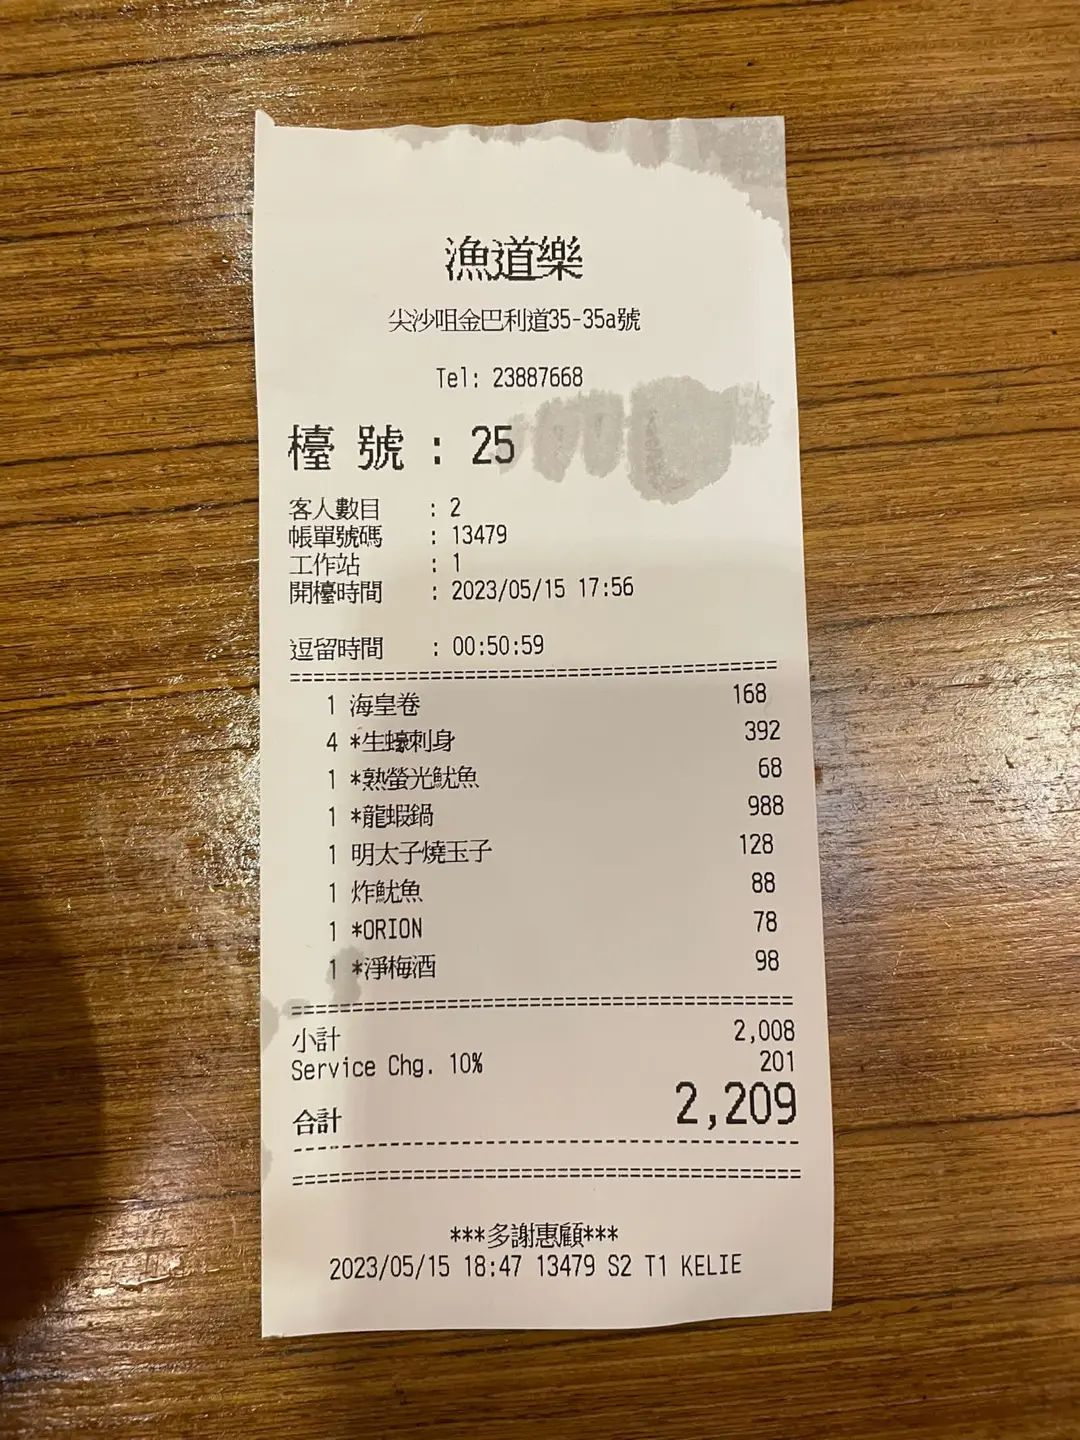 漁道樂
尖沙咀金巴利道35-35a號
Tel: 23887668
檯 號 : 25
客人數目 : 2
帳單號碼 : 13479
工作站 : 1
開檯時間 : 2023/05/15 17:56
逗留時間 : 00:50:59
1 海皇卷 168
4 *生蠔刺身 392
1 *熟螢光魷魚 68
1 *龍蝦鍋 988
1 明太子燒玉子 128
1 炸魷魚 88
1 *ORION 78
1 *淨梅酒 98
小計 2,008
Service Chg. 10% 201
合計 2,209
***多謝惠顧***
2023/05/15 18:47 13479 S2 T1 KELIE